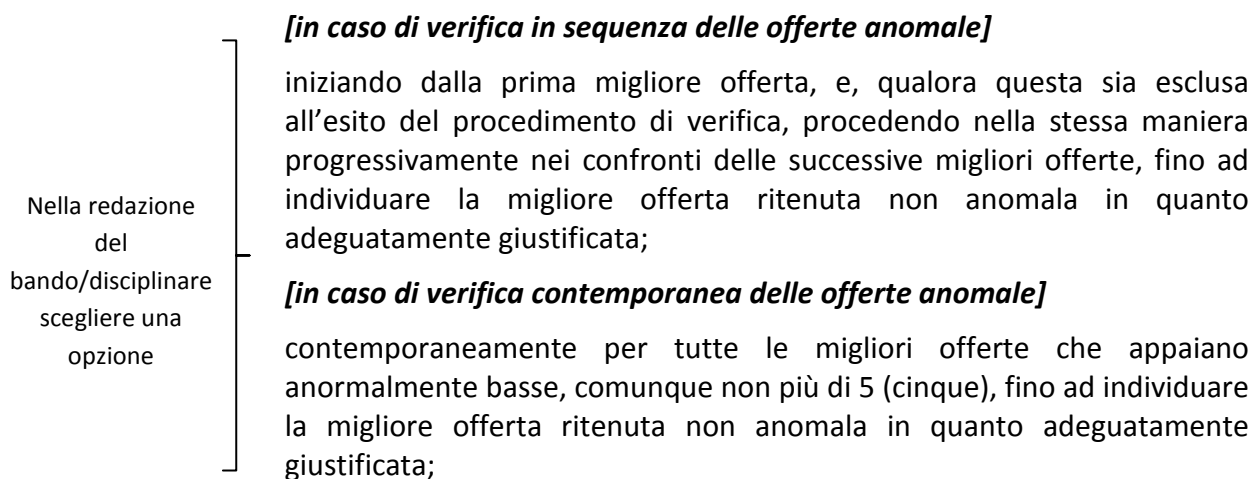 Nella redazione
del
bando/disciplinare
scegliere una
opzione
[in caso di verifica in sequenza delle offerte anomale]
iniziando dalla prima migliore offerta, e, qualora questa sia esclusa
all’esito del procedimento di verifica, procedendo nella stessa maniera
progressivamente nei confronti delle successive migliori offerte, fino ad
individuare la migliore offerta ritenuta non anomala in quanto
adeguatamente giustificata;
[in caso di verifica contemporanea delle offerte anomale]
contemporaneamente per tutte le migliori offerte che appaiano
anormalmente basse, comunque non più di 5 (cinque), fino ad individuare
la migliore offerta ritenuta non anomala in quanto adeguatamente
giustificata;